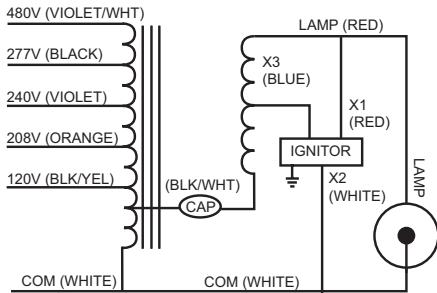 480V (VIOLET/WHT)
277V (BLACK)
240V (VIOLET)
208V (ORANGE)
120V (BLK/YEL)
(BLK/WHT)
CAP
COM (WHITE)
LAMP (RED)
X3
(BLUE)
X1
(RED)
IGNITOR
X2
(WHITE)
LAMP
COM (WHITE)